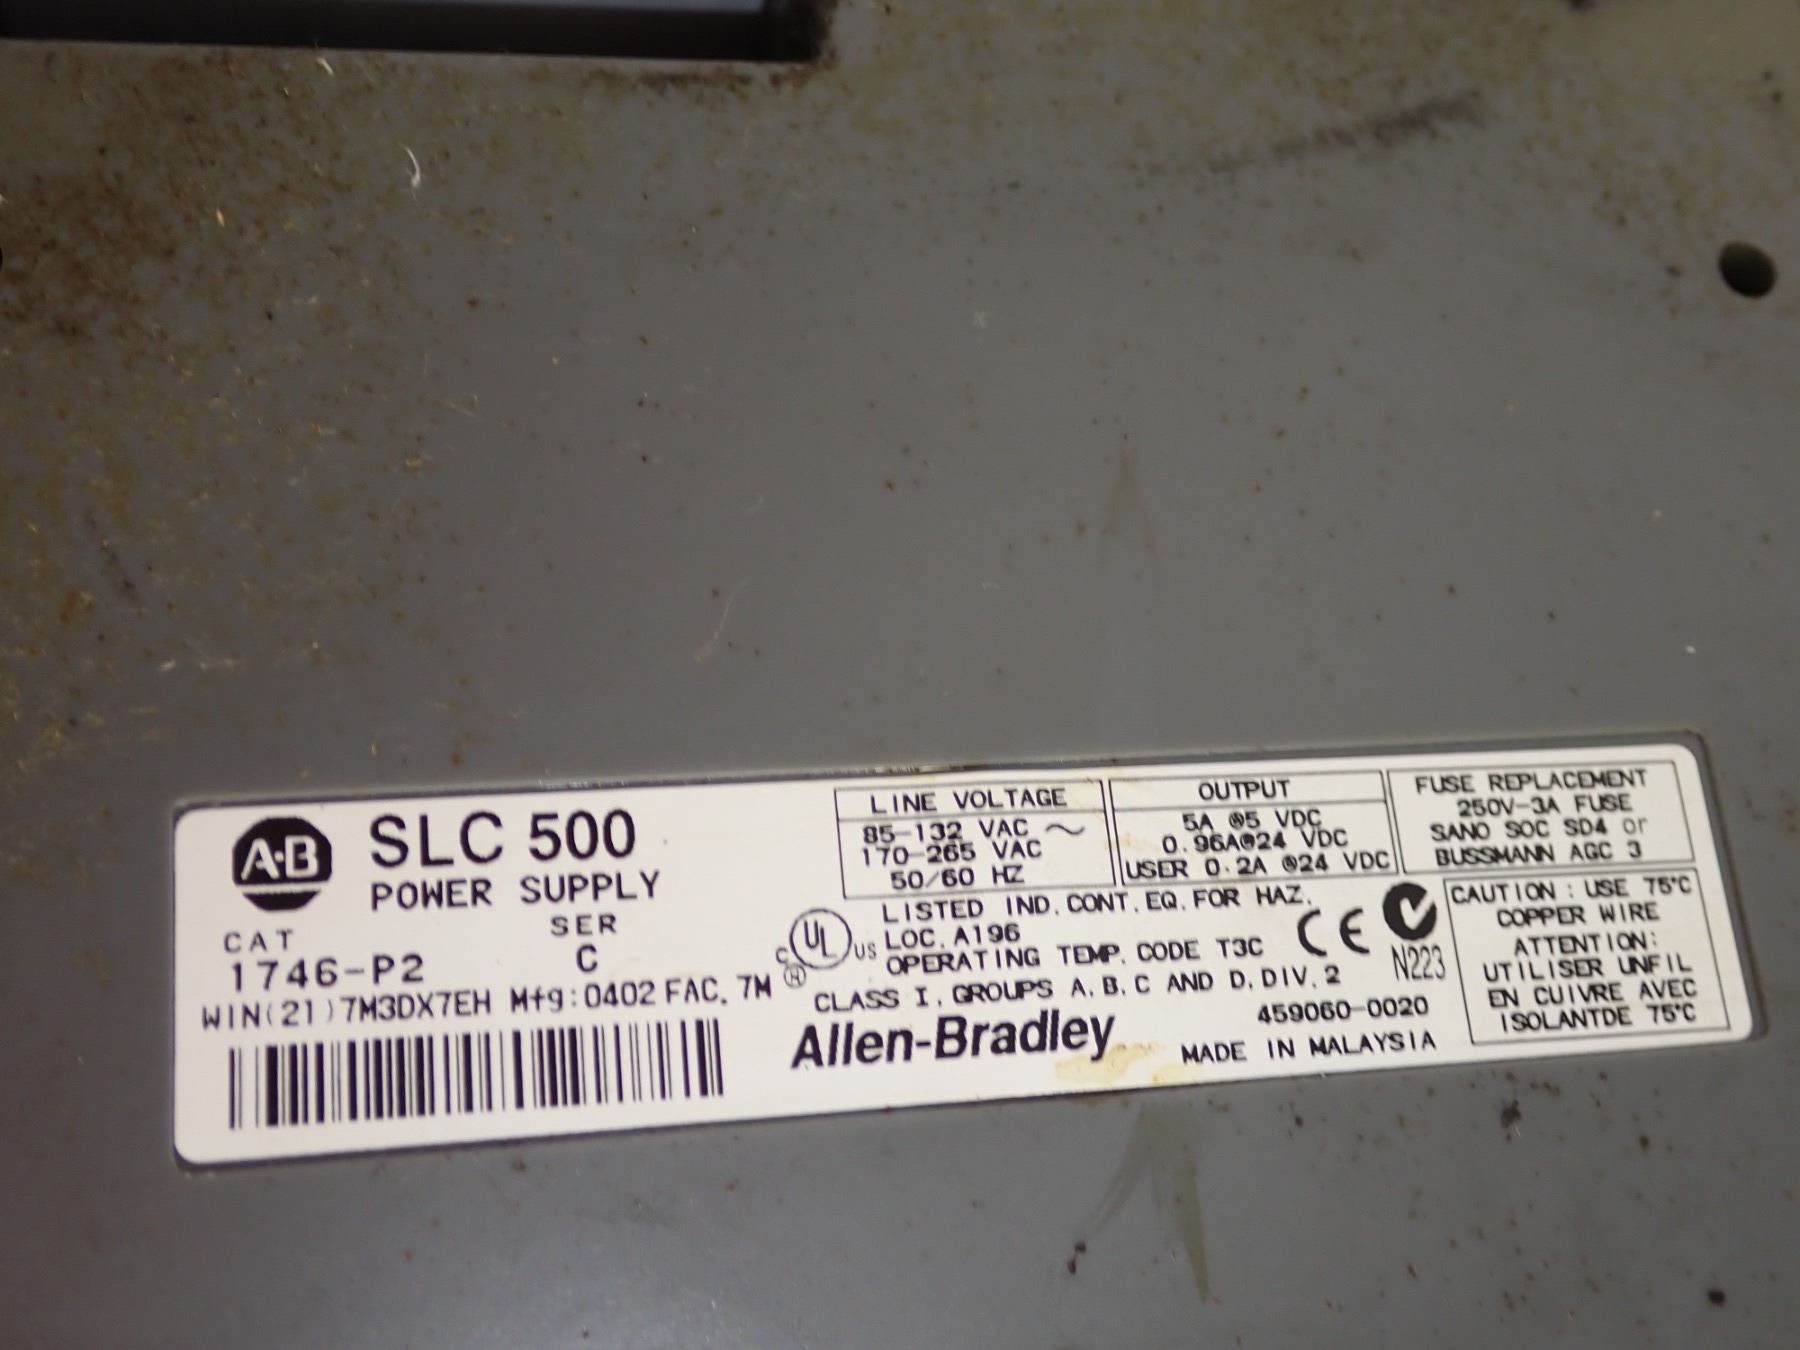 A·B
SLC 500
POWER SUPPLY
CAT
SER
1746-P2
C
WIN(21)7M3DX7EH Mfg:0402 FAC. 7M
LINE VOLTAGE
85-132 VAC ~
170-265 VAC
50/60 HZ
OUTPUT
5A @5 VDC
0.96A@24 VDC
USER 0.2A @24 VDC
FUSE REPLACEMENT
250V-3A FUSE
SANO SOC SD4 or
BUSSMANN AGC 3
C UL US
LISTED IND. CONT. EQ. FOR HAZ.
LOC. A196
OPERATING TEMP. CODE T3C
CLASS I, GROUPS A, B, C AND D, DIV. 2
CE
N223
459060-0020
Allen-Bradley
MADE IN MALAYSIA
CAUTION : USE 75°C
COPPER WIRE
ATTENTION:
UTILISER UNFIL
EN CUIVRE AVEC
ISOLANTDE 75°C